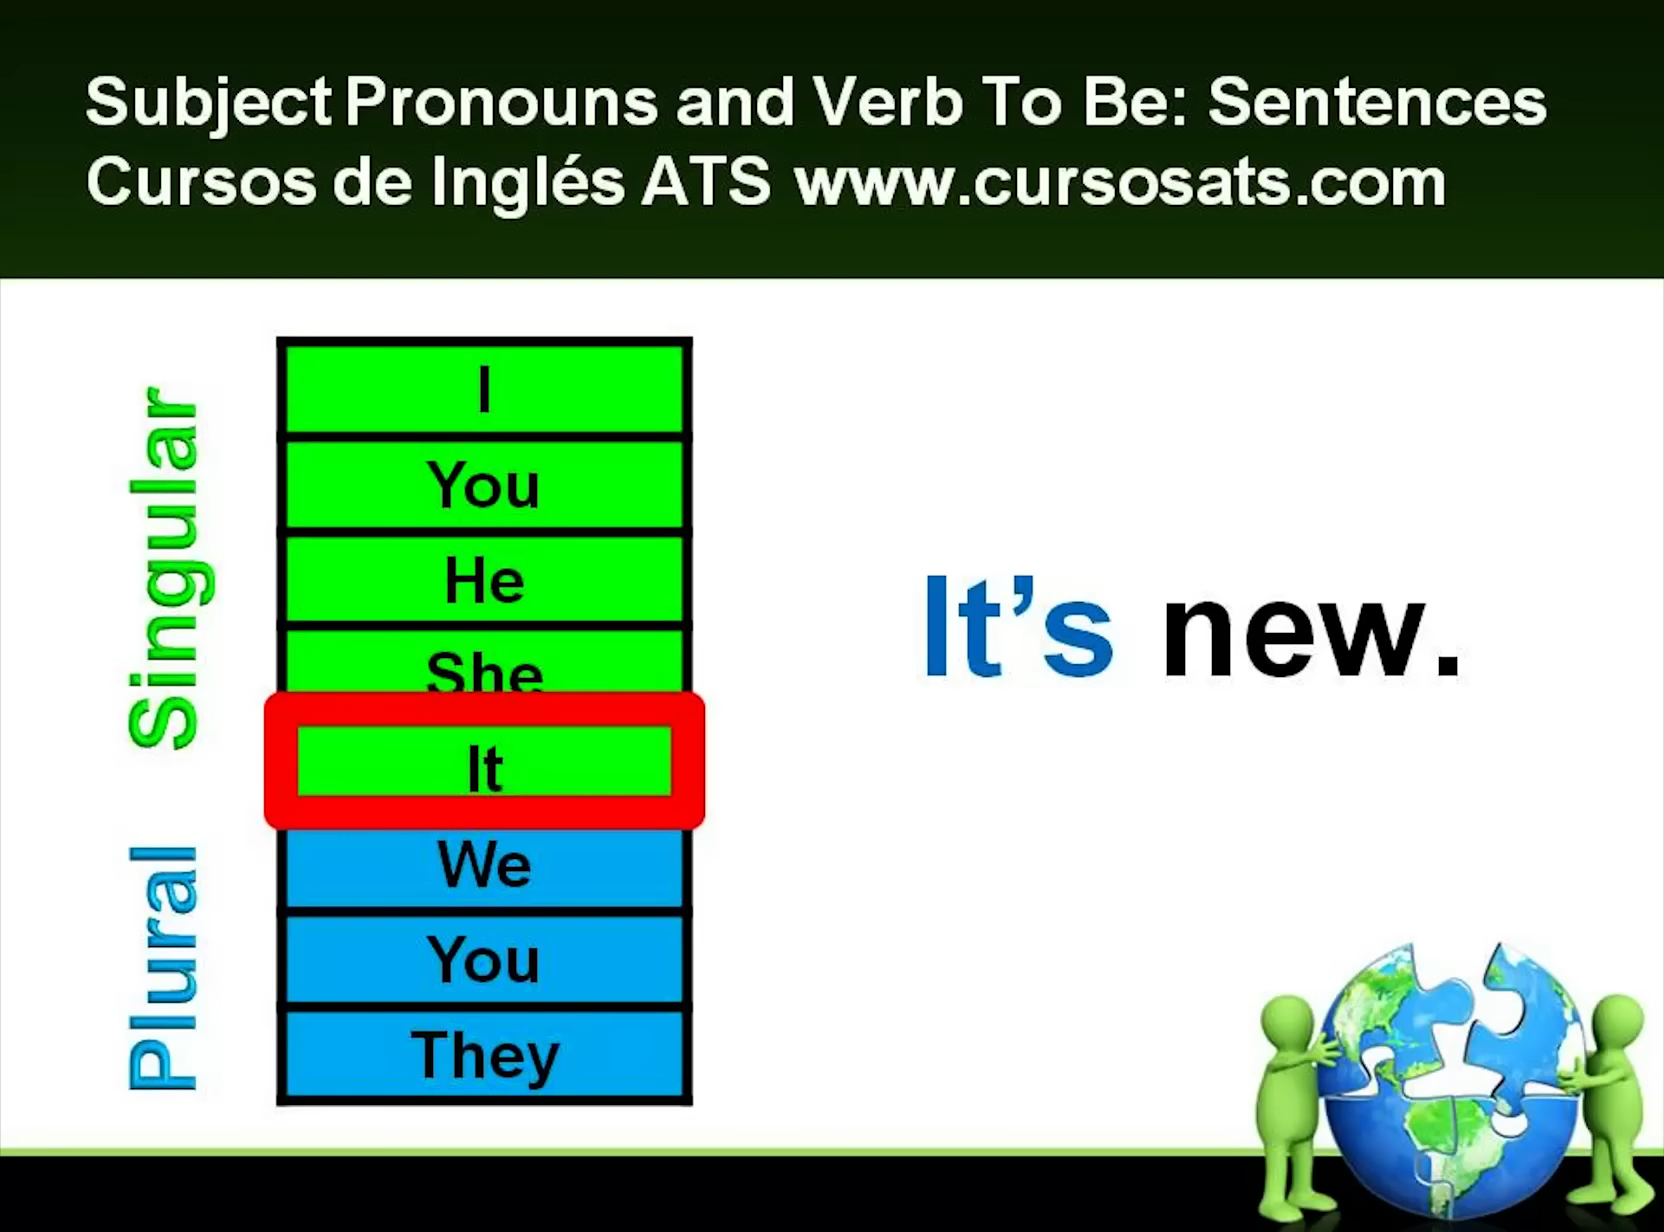 Subject Pronouns and Verb To Be: Sentences
Cursos de Inglés ATS www.cursosats.com
Singular
I
You
He
She
It
It’s new.
Plural
We
You
They